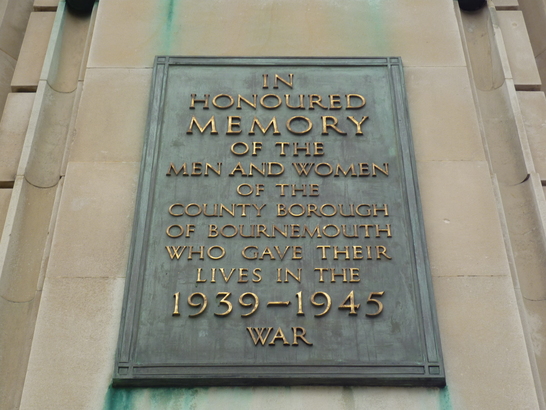 IN
HONOURED
MEMORY
OF THE
MEN AND WOMEN
OF THE
COUNTY BOROUGH
OF BOURNEMOUTH
WHO GAVE THEIR
LIVES IN THE
1939-1945
WAR